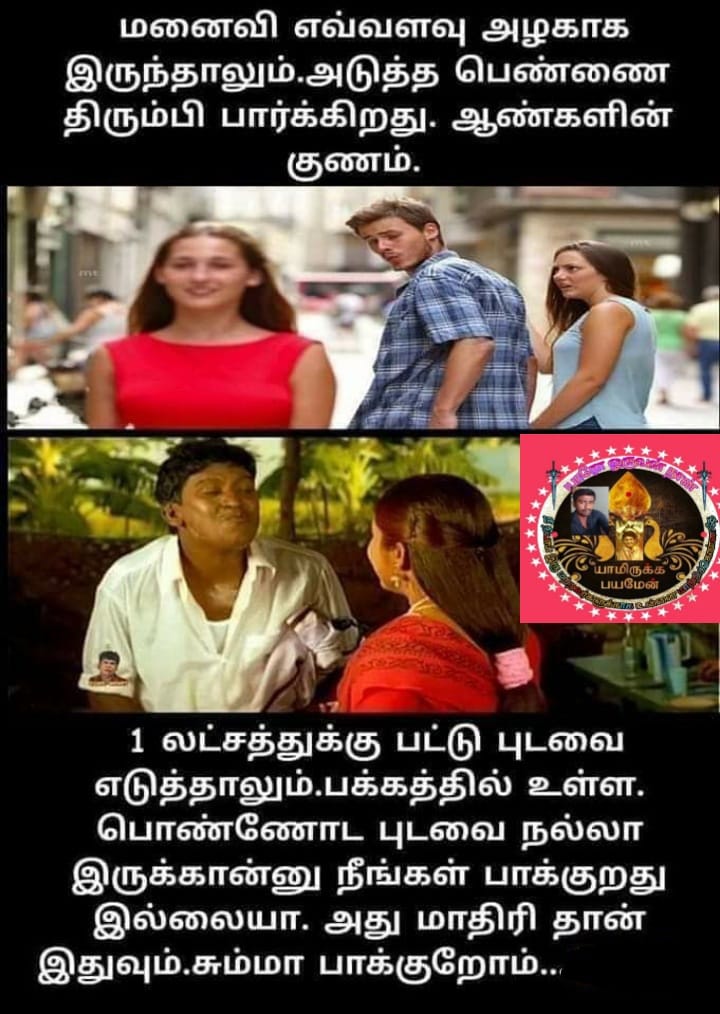 மனைவி எவ்வளவு அழகாக
இருந்தாலும்.அடுத்த பெண்ணை
திரும்பி பார்க்கிறது. ஆண்களின்
குணம்.
யாமிருக்க
பயமேன்
1 லட்சத்துக்கு பட்டு புடவை
எடுத்தாலும்.பக்கத்தில் உள்ள.
பொண்ணோட புடவை நல்லா
இருக்கான்னு நீங்கள் பாக்குறது
இல்லையா. அது மாதிரி தான்
இதுவும்.சும்மா பாக்குறோம்...